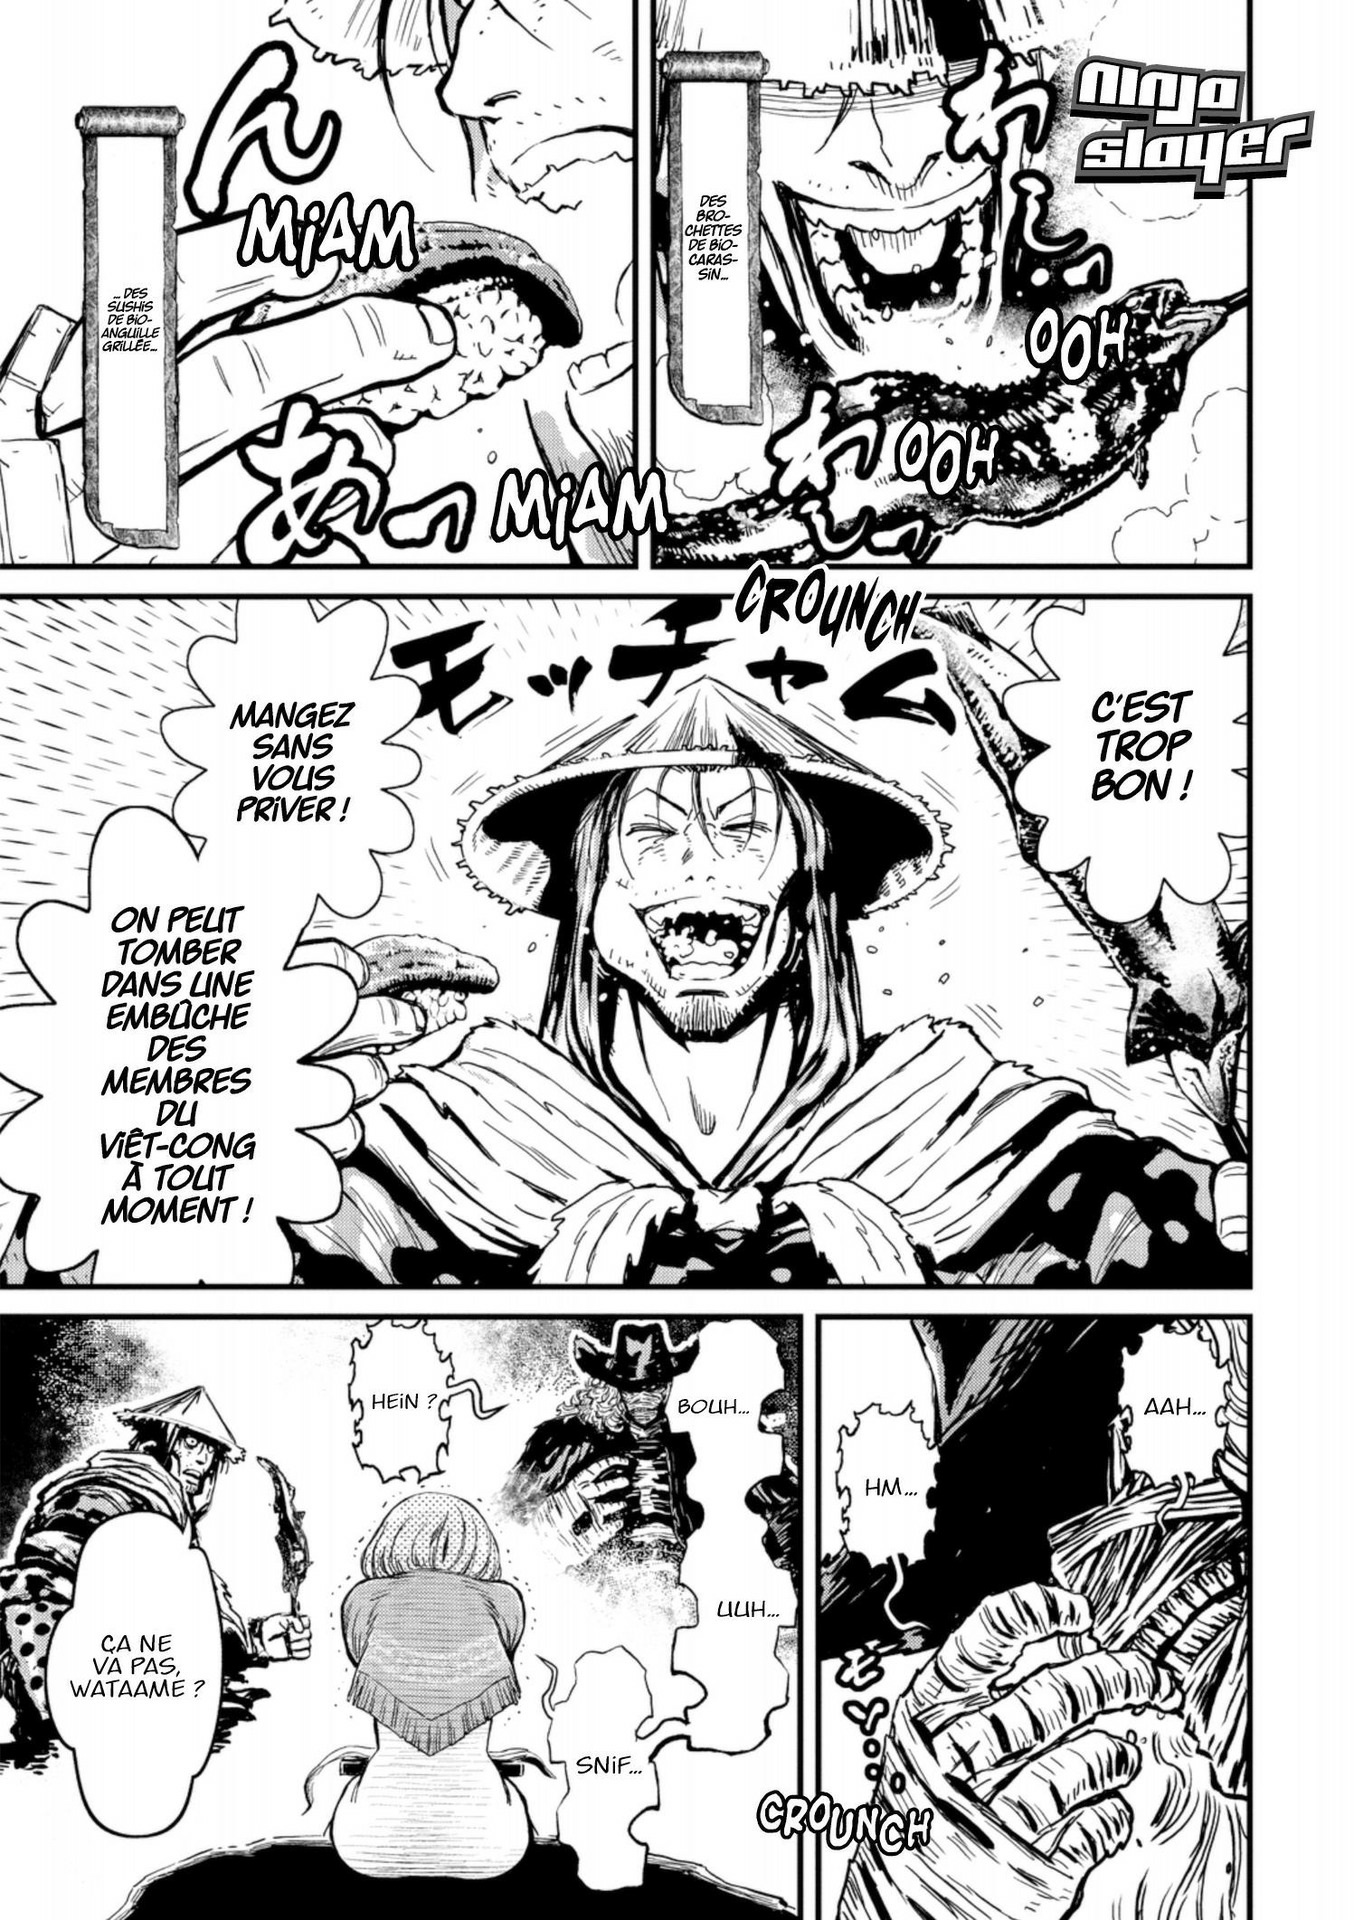 ninja
slayer
わ
しっ
わ
しっ
DES
BRO-
CHETTES
DE BIO-
CARAS-
SIN...
OOH
OOH
ん
あっ
MIAM
MIAM
... DES
SUSHIS
DE BIO-
ANGUILLE
GRILLÉE...
CROUNCH
モッチャム
C'EST
TROP
BON !
MANGEZ
SANS
VOUS
PRIVER !
ON PEUT
TOMBER
DANS UNE
EMBÛCHE
DES
MEMBRES
DU
VIÊT-CONG
À TOUT
MOMENT !
AAH...
HM...
CROUNCH
BOUH...
HEIN ?
UUH...
SNIF...
ÇA NE
VA PAS,
WATAAME ?